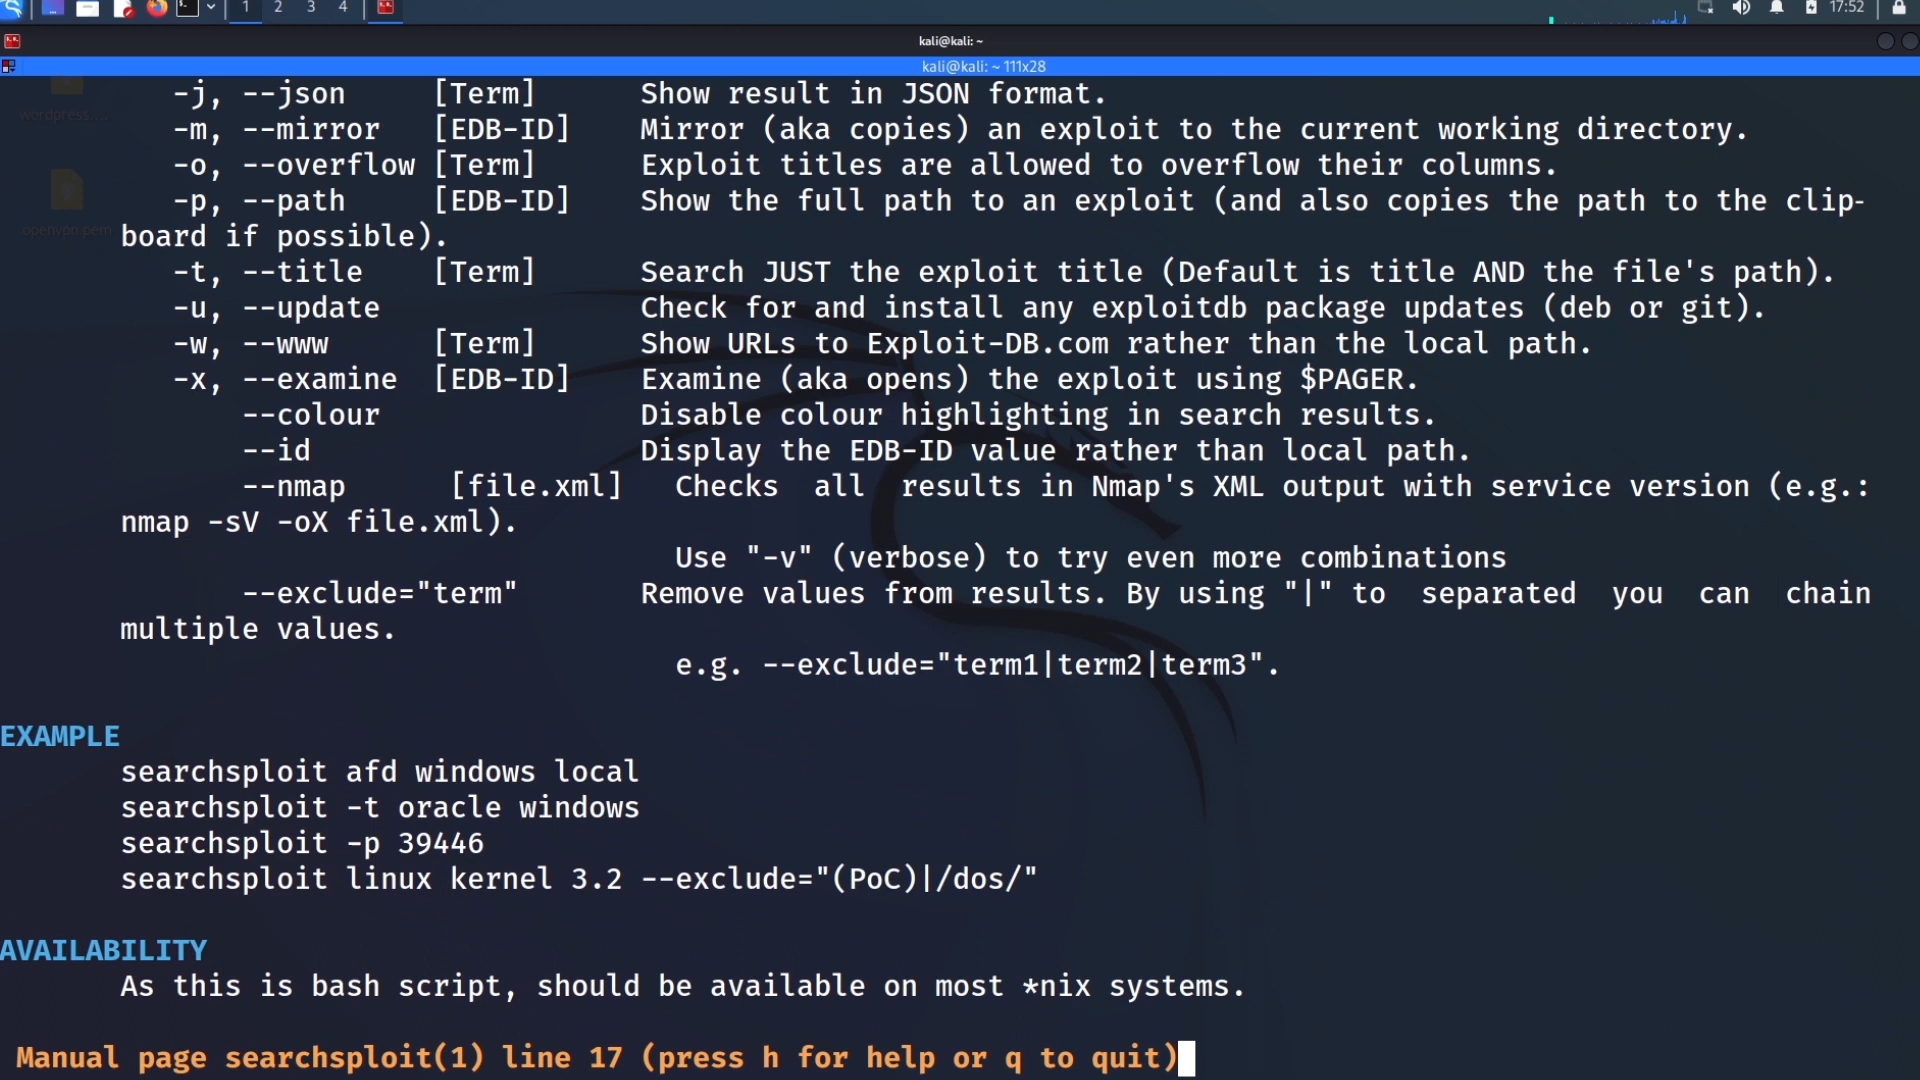 1 2 3 4 17:52
kali@kali: ~
kali@kali: ~ 111x28
wordpress....
openvpn.pem
-j, --json [Term] Show result in JSON format.
-m, --mirror [EDB-ID] Mirror (aka copies) an exploit to the current working directory.
-o, --overflow [Term] Exploit titles are allowed to overflow their columns.
-p, --path [EDB-ID] Show the full path to an exploit (and also copies the path to the clip-
board if possible).
-t, --title [Term] Search JUST the exploit title (Default is title AND the file's path).
-u, --update Check for and install any exploitdb package updates (deb or git).
-w, --www [Term] Show URLs to Exploit-DB.com rather than the local path.
-x, --examine [EDB-ID] Examine (aka opens) the exploit using $PAGER.
--colour Disable colour highlighting in search results.
--id Display the EDB-ID value rather than local path.
--nmap [file.xml] Checks all results in Nmap's XML output with service version (e.g.:
nmap -sV -oX file.xml).
Use "-v" (verbose) to try even more combinations
--exclude="term" Remove values from results. By using "|" to separated you can chain
multiple values.
e.g. --exclude="term1|term2|term3".
EXAMPLE
searchsploit afd windows local
searchsploit -t oracle windows
searchsploit -p 39446
searchsploit linux kernel 3.2 --exclude="(PoC)|/dos/"
AVAILABILITY
As this is bash script, should be available on most *nix systems.
Manual page searchsploit(1) line 17 (press h for help or q to quit)